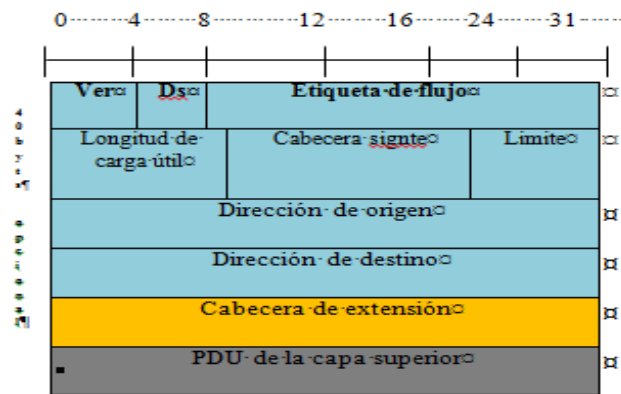 0 4 8 12 16 24 31
Ver Ds Etiqueta de flujo
Longitud de Cabecera signte Limite
carga útil
Dirección de origen
Dirección de destino
Cabecera de extensión
PDU de la capa superior